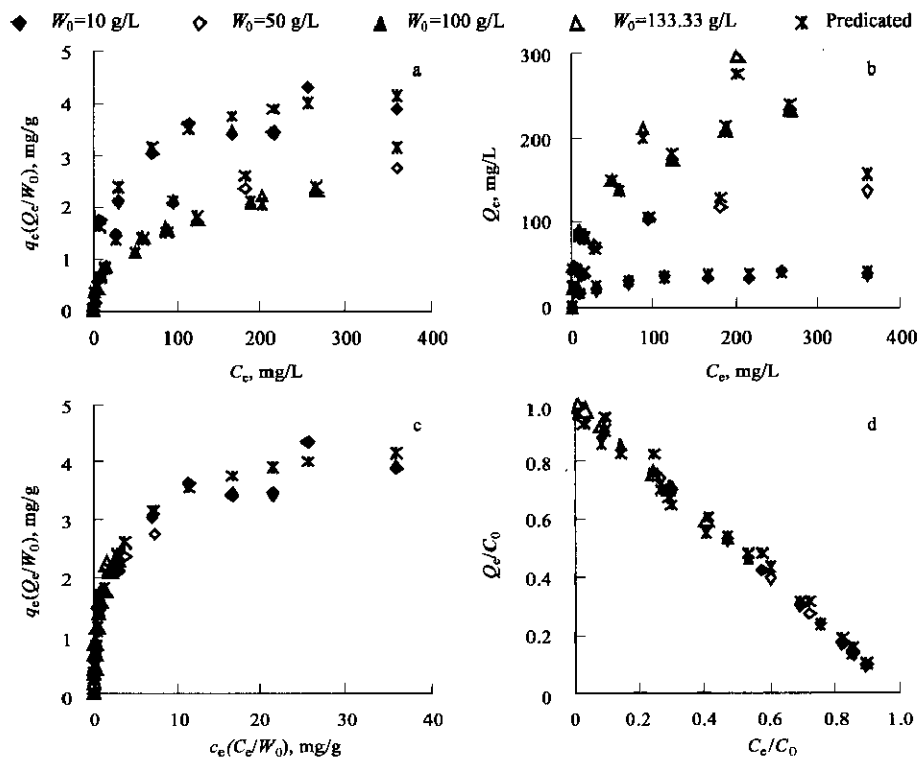 W₀=10 g/L W₀=50 g/L W₀=100 g/L W₀=133.33 g/L Predicated
5
4
3
2
1
0
qₑ(Qₑ/W₀), mg/g
a
0 100 200 300 400
Cₑ, mg/L
300
200
100
0
Qₑ, mg/L
b
0 100 200 300 400
Cₑ, mg/L
5
4
3
2
1
0
qₑ(Qₑ/W₀), mg/g
c
0 10 20 30 40
cₑ(Cₑ/W₀), mg/g
1.0
0.8
0.6
0.4
0.2
0
Qₑ/C₀
d
0 0.2 0.4 0.6 0.8 1.0
Cₑ/C₀